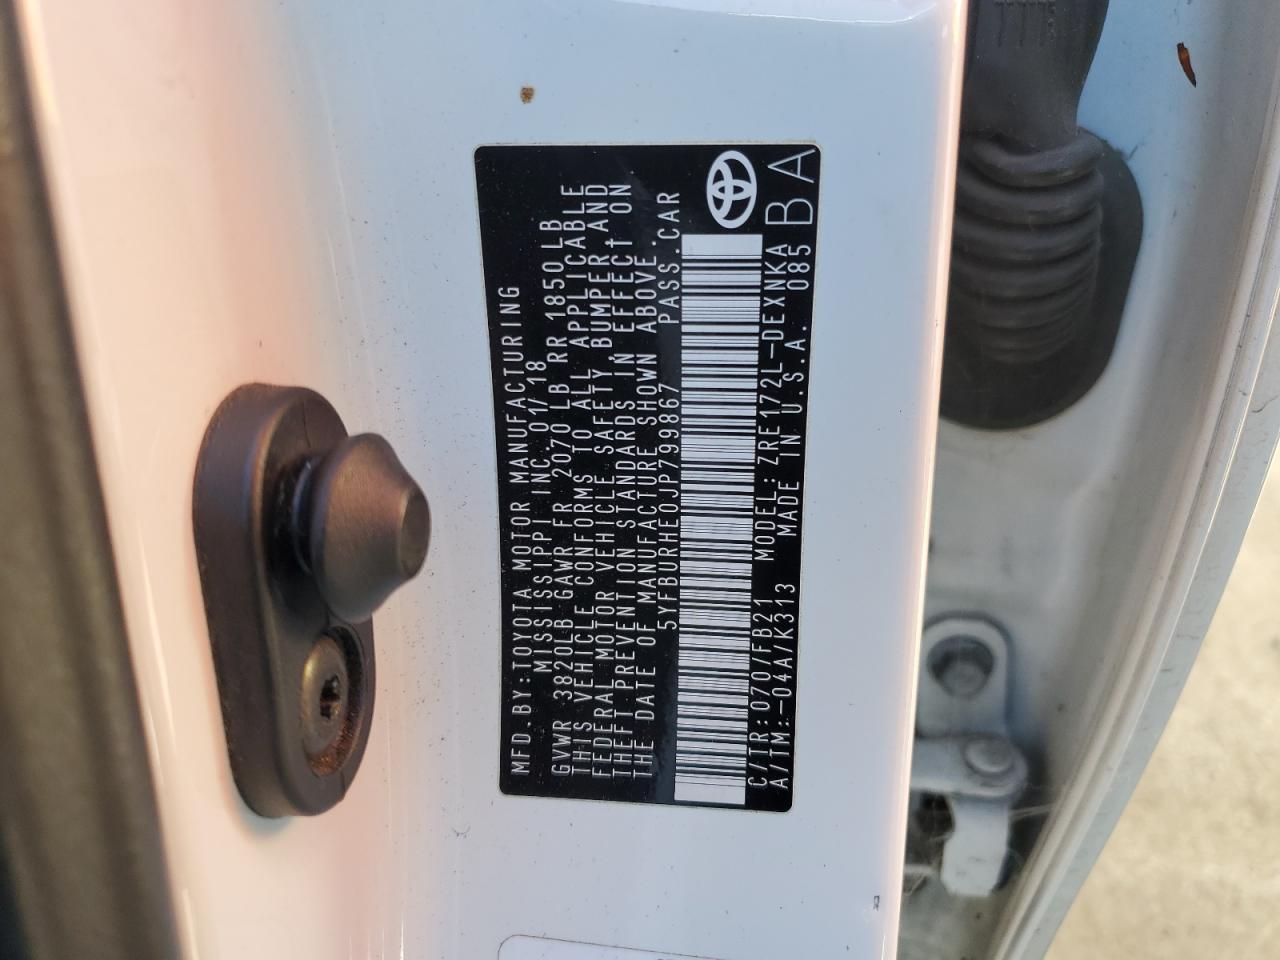 MFD.BY:TOYOTA MOTOR MANUFACTURING
MISSISSIPPI INC. 01/18
GVWR 3820LB GAWR FR 2070 LB RR 1850 LB
THIS VEHICLE CONFORMS TO ALL APPLICABLE
FEDERAL MOTOR VEHICLE SAFETY, BUMPER, AND
THEFT PREVENTION STANDARDS IN EFFECT ON
THE DATE OF MANUFACTURE SHOWN ABOVE.
5YFBURHE0JP799867 PASS.CAR
C/TR:070/FB21 MODEL:ZRE172L-DEXNKA
A/TM:-04A/K313 MADE IN U.S.A. 085
BA